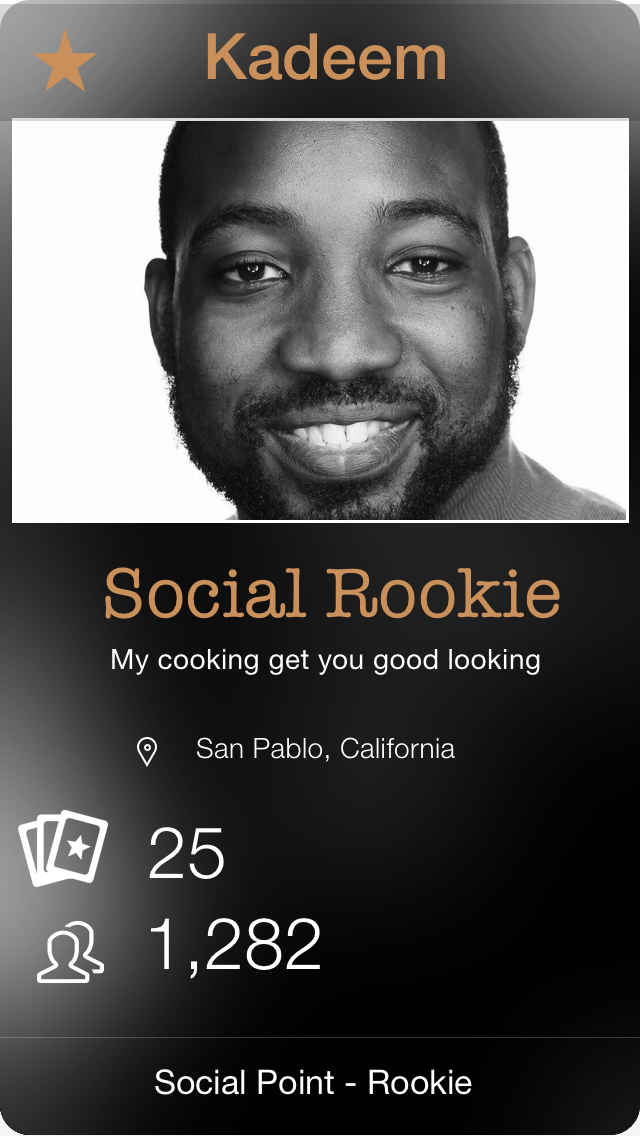 Kadeem
Social Rookie
My cooking get you good looking
San Pablo, California
25
1,282
Social Point - Rookie